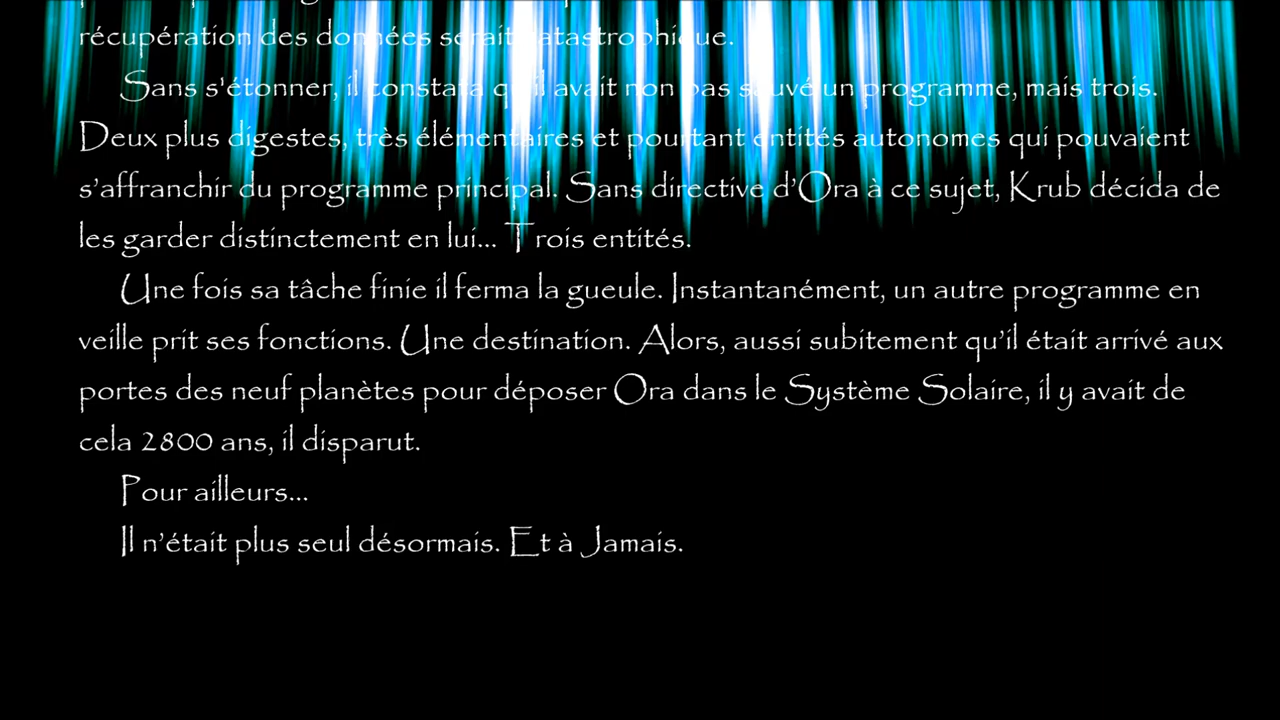 récupération des données serait catastrophique.
Sans s’étonner, il constata qu’il avait non pas sauvé un programme, mais trois.
Deux plus digestes, très élémentaires et pourtant entités autonomes qui pouvaient
s’affranchir du programme principal. Sans directive d’Ora à ce sujet, Krub décida de
les garder distinctement en lui... Trois entités.
Une fois sa tâche finie il ferma la gueule. Instantanément, un autre programme en
veille prit ses fonctions. Une destination. Alors, aussi subitement qu’il était arrivé aux
portes des neuf planètes pour déposer Ora dans le Système Solaire, il y avait de
cela 2800 ans, il disparut.
Pour ailleurs...
Il n’était plus seul désormais. Et à Jamais.